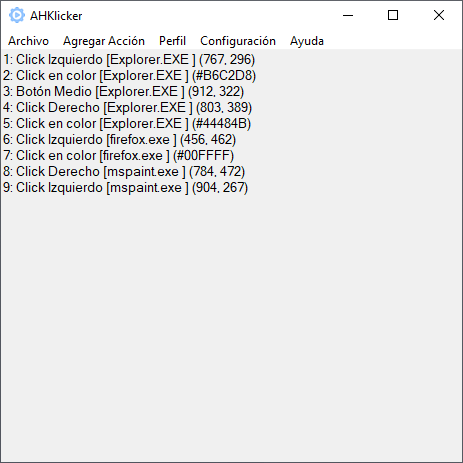 AHKlicker
Archivo Agregar Acción Perfil Configuración Ayuda
1: Click Izquierdo [Explorer.EXE ] (767, 296)
2: Click en color [Explorer.EXE ] (#B6C2D8)
3: Botón Medio [Explorer.EXE ] (912, 322)
4: Click Derecho [Explorer.EXE ] (803, 389)
5: Click en color [Explorer.EXE ] (#44484B)
6: Click Izquierdo [firefox.exe ] (456, 462)
7: Click en color [firefox.exe ] (#00FFFF)
8: Click Derecho [mspaint.exe ] (784, 472)
9: Click Izquierdo [mspaint.exe ] (904, 267)